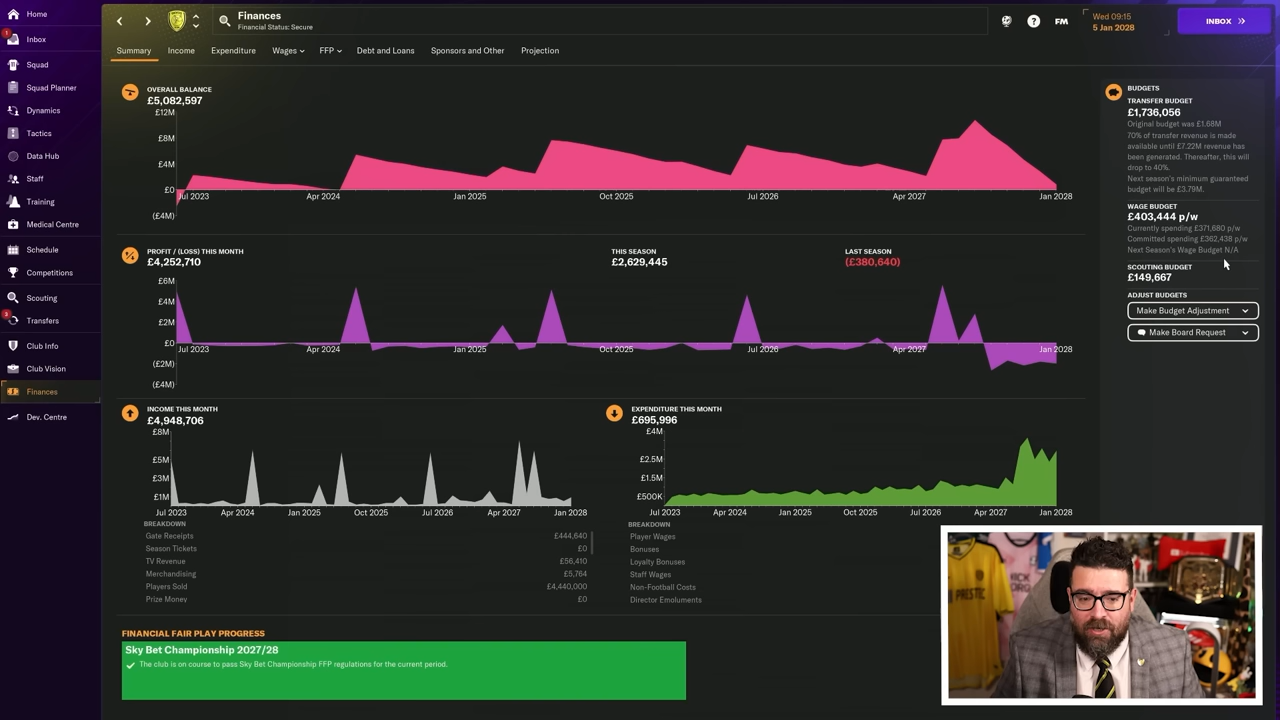 Home
Inbox
1
Squad
Squad Planner
Dynamics
Tactics
Data Hub
Staff
Training
Medical Centre
Schedule
Competitions
Scouting
Transfers
3
Club Info
Club Vision
Finances
Dev. Centre
Finances
Financial Status: Secure
FM
Wed 09:15
5 Jan 2028
INBOX
Summary
Income
Expenditure
Wages
FFP
Debt and Loans
Sponsors and Other
Projection
OVERALL BALANCE
£5,082,597
£12M
£8M
£4M
£0
(£4M)
Jul 2023 Apr 2024 Jan 2025 Oct 2025 Jul 2026 Apr 2027 Jan 2028
PROFIT / (LOSS) THIS MONTH
£4,252,710
THIS SEASON
£2,629,445
LAST SEASON
(£380,640)
£6M
£4M
£2M
£0
(£2M)
(£4M)
Jul 2023 Apr 2024 Jan 2025 Oct 2025 Jul 2026 Apr 2027 Jan 2028
INCOME THIS MONTH
£4,948,706
£8M
£5M
£3M
£1M
Jul 2023 Apr 2024 Jan 2025 Oct 2025 Jul 2026 Apr 2027 Jan 2028
BREAKDOWN
Gate Receipts £444,640
Season Tickets £0
TV Revenue £56,410
Merchandising £5,764
Players Sold £4,440,000
Prize Money £0
EXPENDITURE THIS MONTH
£695,996
£4M
£2.5M
£1.5M
£500K
Jul 2023 Apr 2024 Jan 2025 Oct 2025 Jul 2026 Apr 2027 Jan 2028
BREAKDOWN
Player Wages
Bonuses
Loyalty Bonuses
Staff Wages
Non-Football Costs
Director Emoluments
FINANCIAL FAIR PLAY PROGRESS
Sky Bet Championship 2027/28
The club is on course to pass Sky Bet Championship FFP regulations for the current period.
BUDGETS
TRANSFER BUDGET
£1,736,056
Original budget was £1.68M
70% of transfer revenue is made
available until £7.22M revenue has
been generated. Thereafter, this will
drop to 40%.
Next season's minimum guaranteed
budget will be £3.79M.
WAGE BUDGET
£403,444 p/w
Currently spending £371,680 p/w
Committed spending £362,438 p/w
Next Season's Wage Budget N/A
SCOUTING BUDGET
£149,667
ADJUST BUDGETS
Make Budget Adjustment
Make Board Request